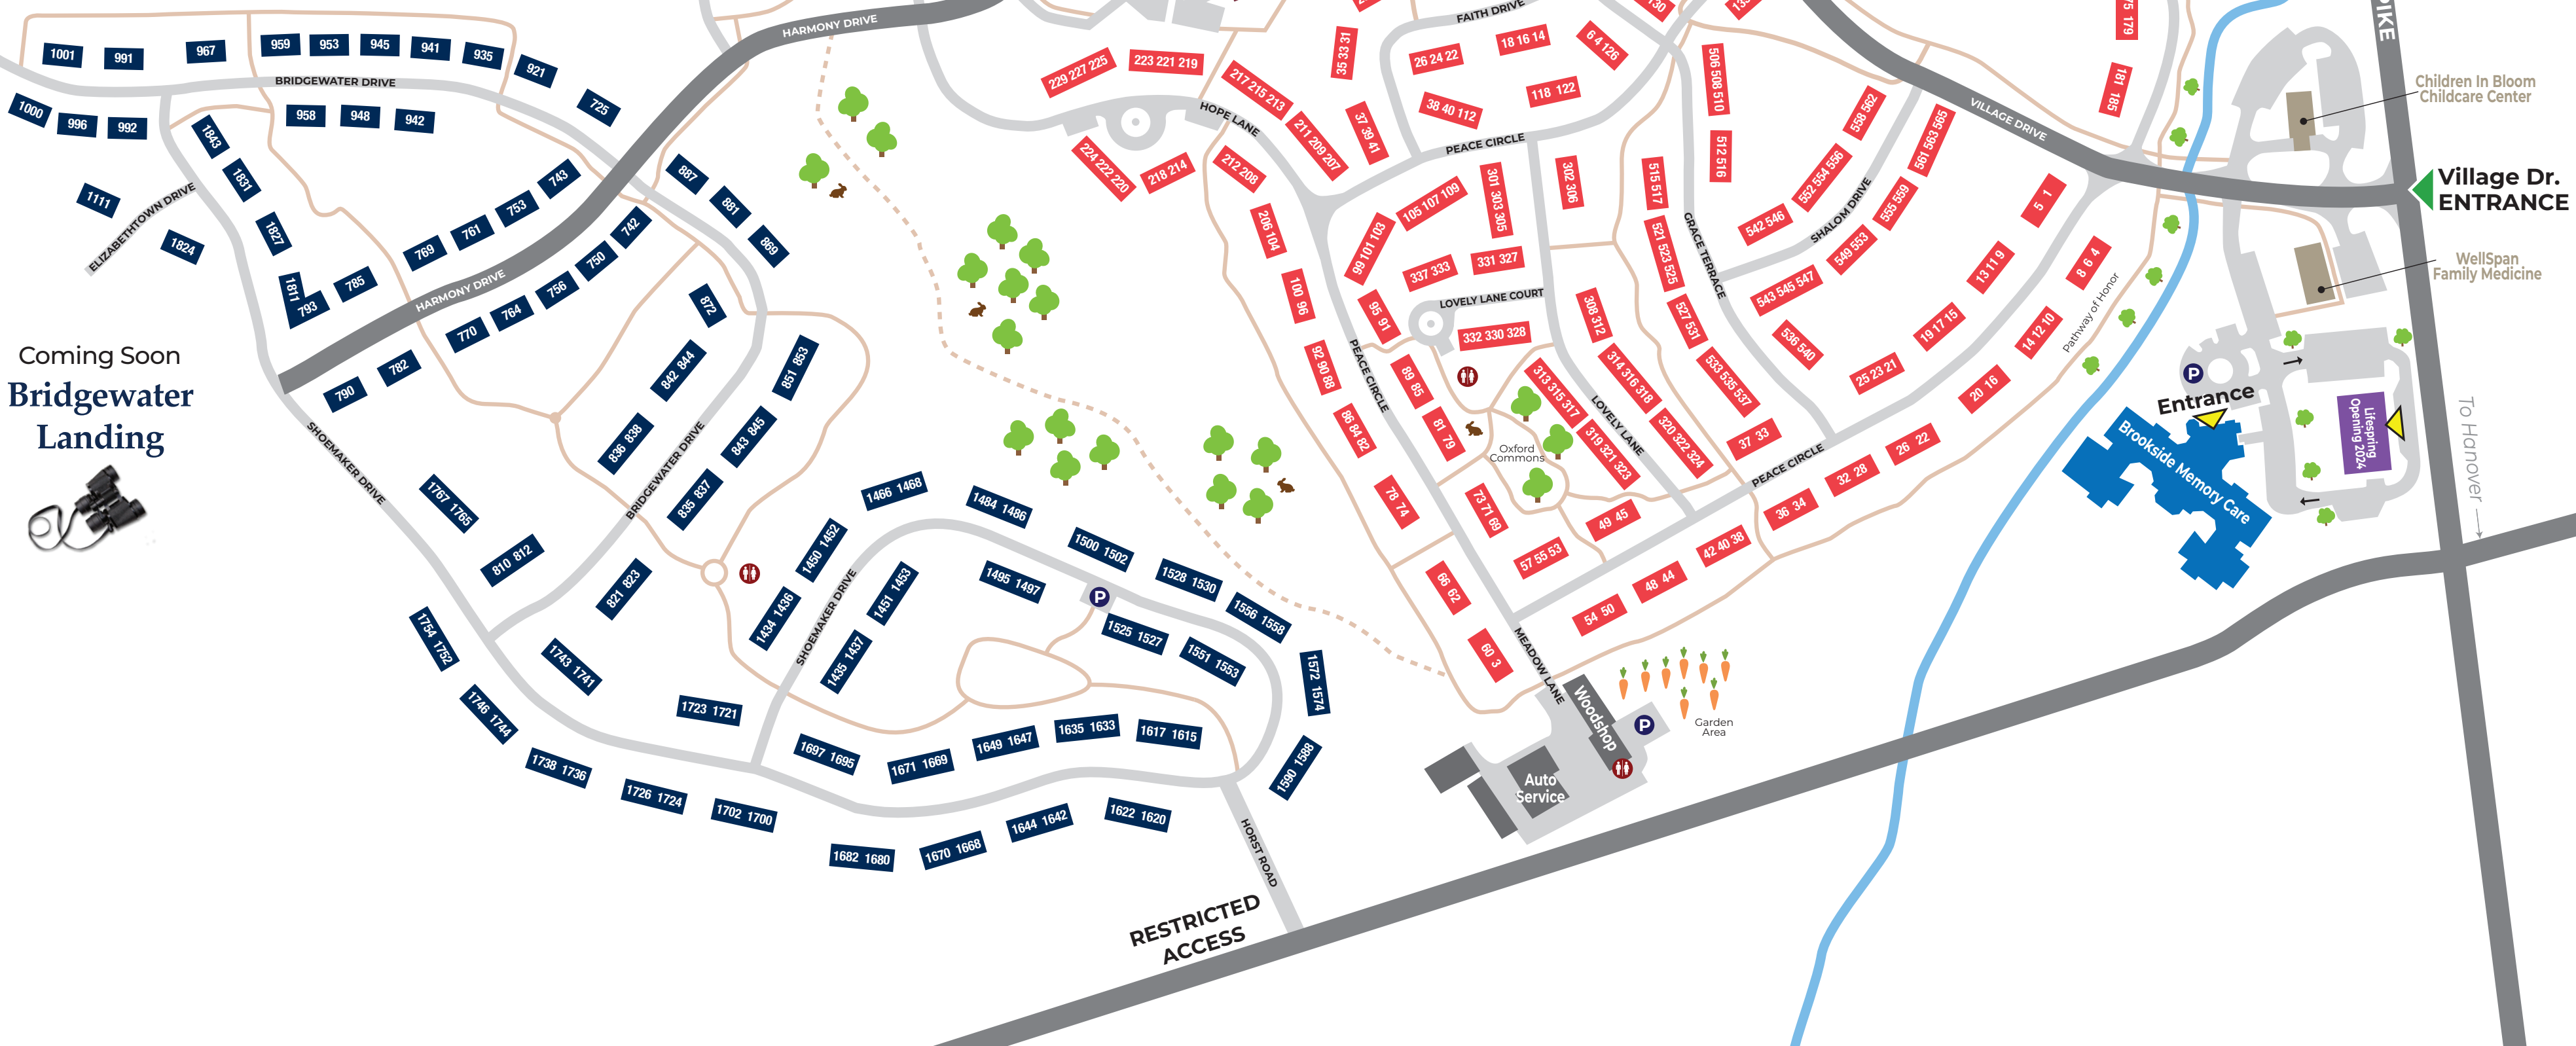 HARMONY DRIVE
FAITH DRIVE
130
PIKE
179
181 185
1001
991
967
959
953
945
941
935
921
725
BRIDGEWATER DRIVE
1000
996
992
958
948
942
1843
1831
1827
1811
793
785
1111
1824
ELIZABETHTOWN DRIVE
769
761
753
743
HARMONY DRIVE
790
782
770
764
756
750
742
887
881
869
872
842 844
836 838
851 853
843 845
835 837
BRIDGEWATER DRIVE
821 823
810 812
1767 1765
SHOEMAKER DRIVE
Coming Soon
Bridgewater
Landing
1754 1752
1746 1744
1743 1741
1738 1736
1726 1724
1723 1721
1702 1700
1697 1695
1682 1680
1671 1669
1670 1668
1649 1647
1644 1642
1635 1633
1622 1620
1617 1615
1590 1588
1572 1574
1556 1558
1551 1553
1528 1530
1525 1527
1500 1502
1495 1497
1484 1486
1466 1468
1450 1452
1451 1453
1434 1436
1435 1437
SHOEMAKER DRIVE
P
HORST ROAD
RESTRICTED
ACCESS
229 227 225
223 221 219
217 215 213
211 209 207
HOPE LANE
224 222 220
218 214
212 208
206 104
100 96
92 90 88
86 84 82
78 74
66 62
60 3
35 33 31
37 39 41
26 24 22
18 16 14
6 4 126
38 40 112
118 122
PEACE CIRCLE
105 107 109
99 101 103
301 303 305
302 306
337 333
331 327
LOVELY LANE COURT
332 330 328
95 91
89 85
81 79
73 71 69
PEACE CIRCLE
308 312
314 316 318
320 322 324
313 315 317
319 321 323
LOVELY LANE
Oxford
Commons
57 55 53
49 45
54 50
48 44
42 40 38
36 34
32 28
26 22
20 16
14 12 10
8 6 4
PEACE CIRCLE
37 33
506 508 510
512 516
515 517
521 523 525
527 531
533 535 537
GRACE TERRACE
536 540
542 546
552 554 556
558 562
SHALOM DRIVE
543 545 547
549 553
555 559
561 563 565
25 23 21
19 17 15
13 11 9
5 1
VILLAGE DRIVE
Pathway of Honor
Children In Bloom
Childcare Center
Village Dr.
ENTRANCE
WellSpan
Family Medicine
P
Entrance
Brookside Memory Care
Lifespring
Opening 2024
To Hanover
MEADOW LANE
Woodshop
P
Garden
Area
Auto
Service